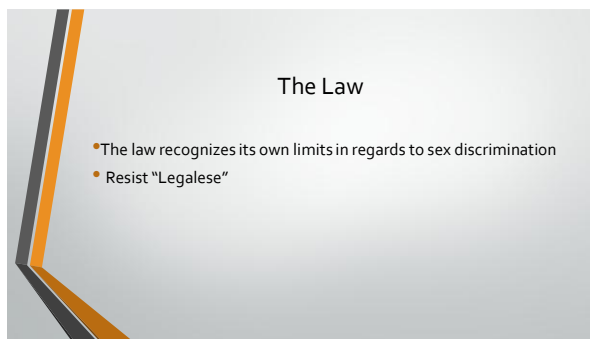 The Law
•The law recognizes its own limits in regards to sex discrimination
• Resist “Legalese”